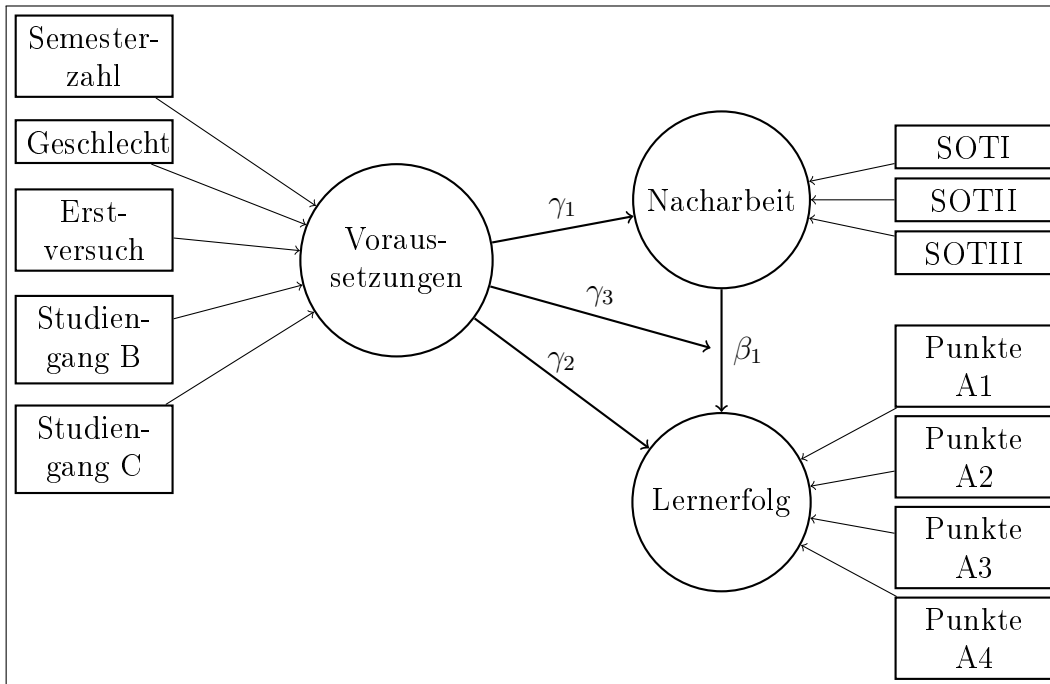 Semester-
zahl
Geschlecht
Erst-
versuch
Studien-
gang B
Studien-
gang C
Voraus-
setzungen
γ1
γ3
γ2
Nacharbeit
β1
Lernerfolg
SOTI
SOTII
SOTIII
Punkte
A1
Punkte
A2
Punkte
A3
Punkte
A4